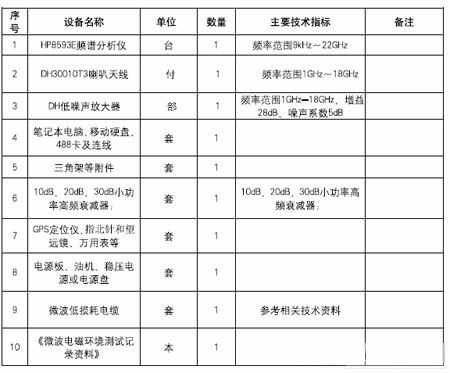 序号 设备名称 单位 数量 主要技术指标 备注
1 HP8593E频谱分析仪 台 1 频率范围9kHz～22GHz
2 DH30010T3喇叭天线 付 1 频率范围1GHz～18GHz
3 DH低噪声放大器 部 1 频率范围1GHz—18GHz，增益
28dB、噪声系数5dB
4 笔记本电脑、移动硬盘、
488卡及连线 套 1
5 三角架等附件 套 1
6 10dB、20dB、30dB小功
率高频衰减器； 套 1 10dB、20dB、30dB小功率高
频衰减器；
7 GPS定位仪，指北针和望
远镜、万用表等 套 1
8 电源板、油机、稳压电
源或电源盘 套 1
9 微波低损耗电缆 套 1 参考相关技术资料
10 《微波电磁环境测试记
录资料》 本 1